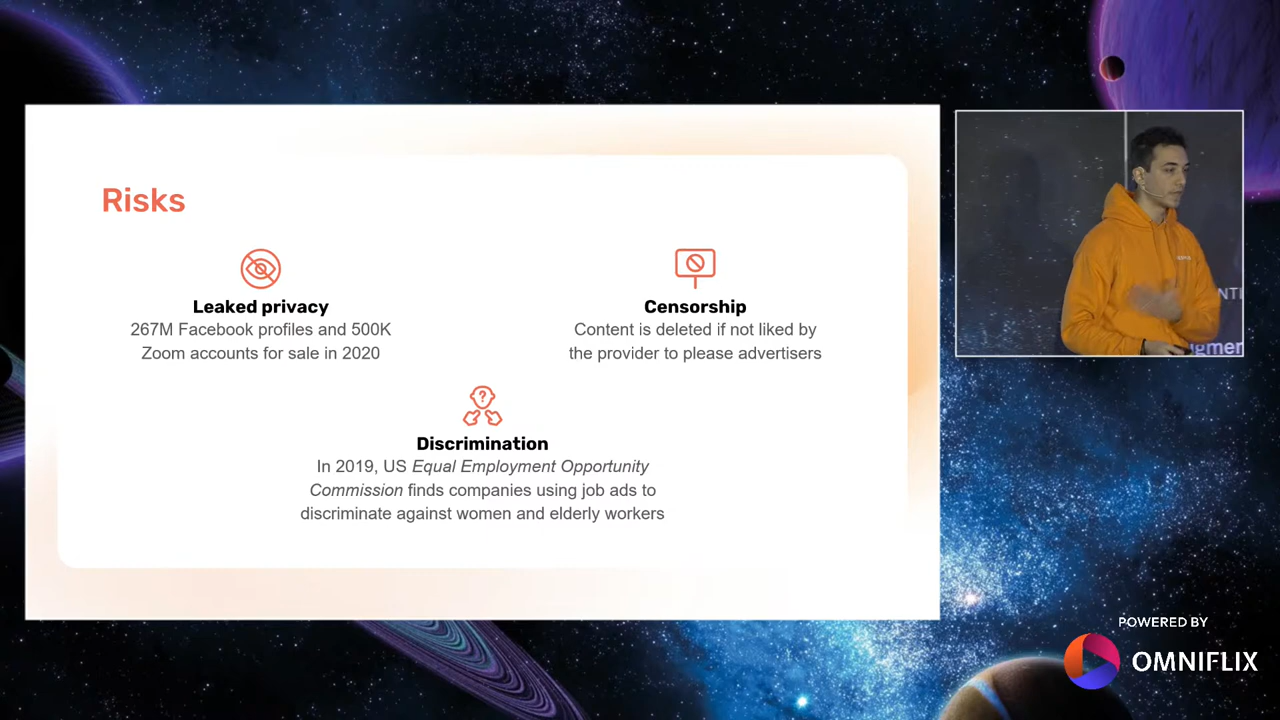 Risks
Leaked privacy
267M Facebook profiles and 500K
Zoom accounts for sale in 2020
Censorship
Content is deleted if not liked by
the provider to please advertisers
Discrimination
In 2019, US Equal Employment Opportunity
Commission finds companies using job ads to
discriminate against women and elderly workers
POWERED BY
OMNIFLIX